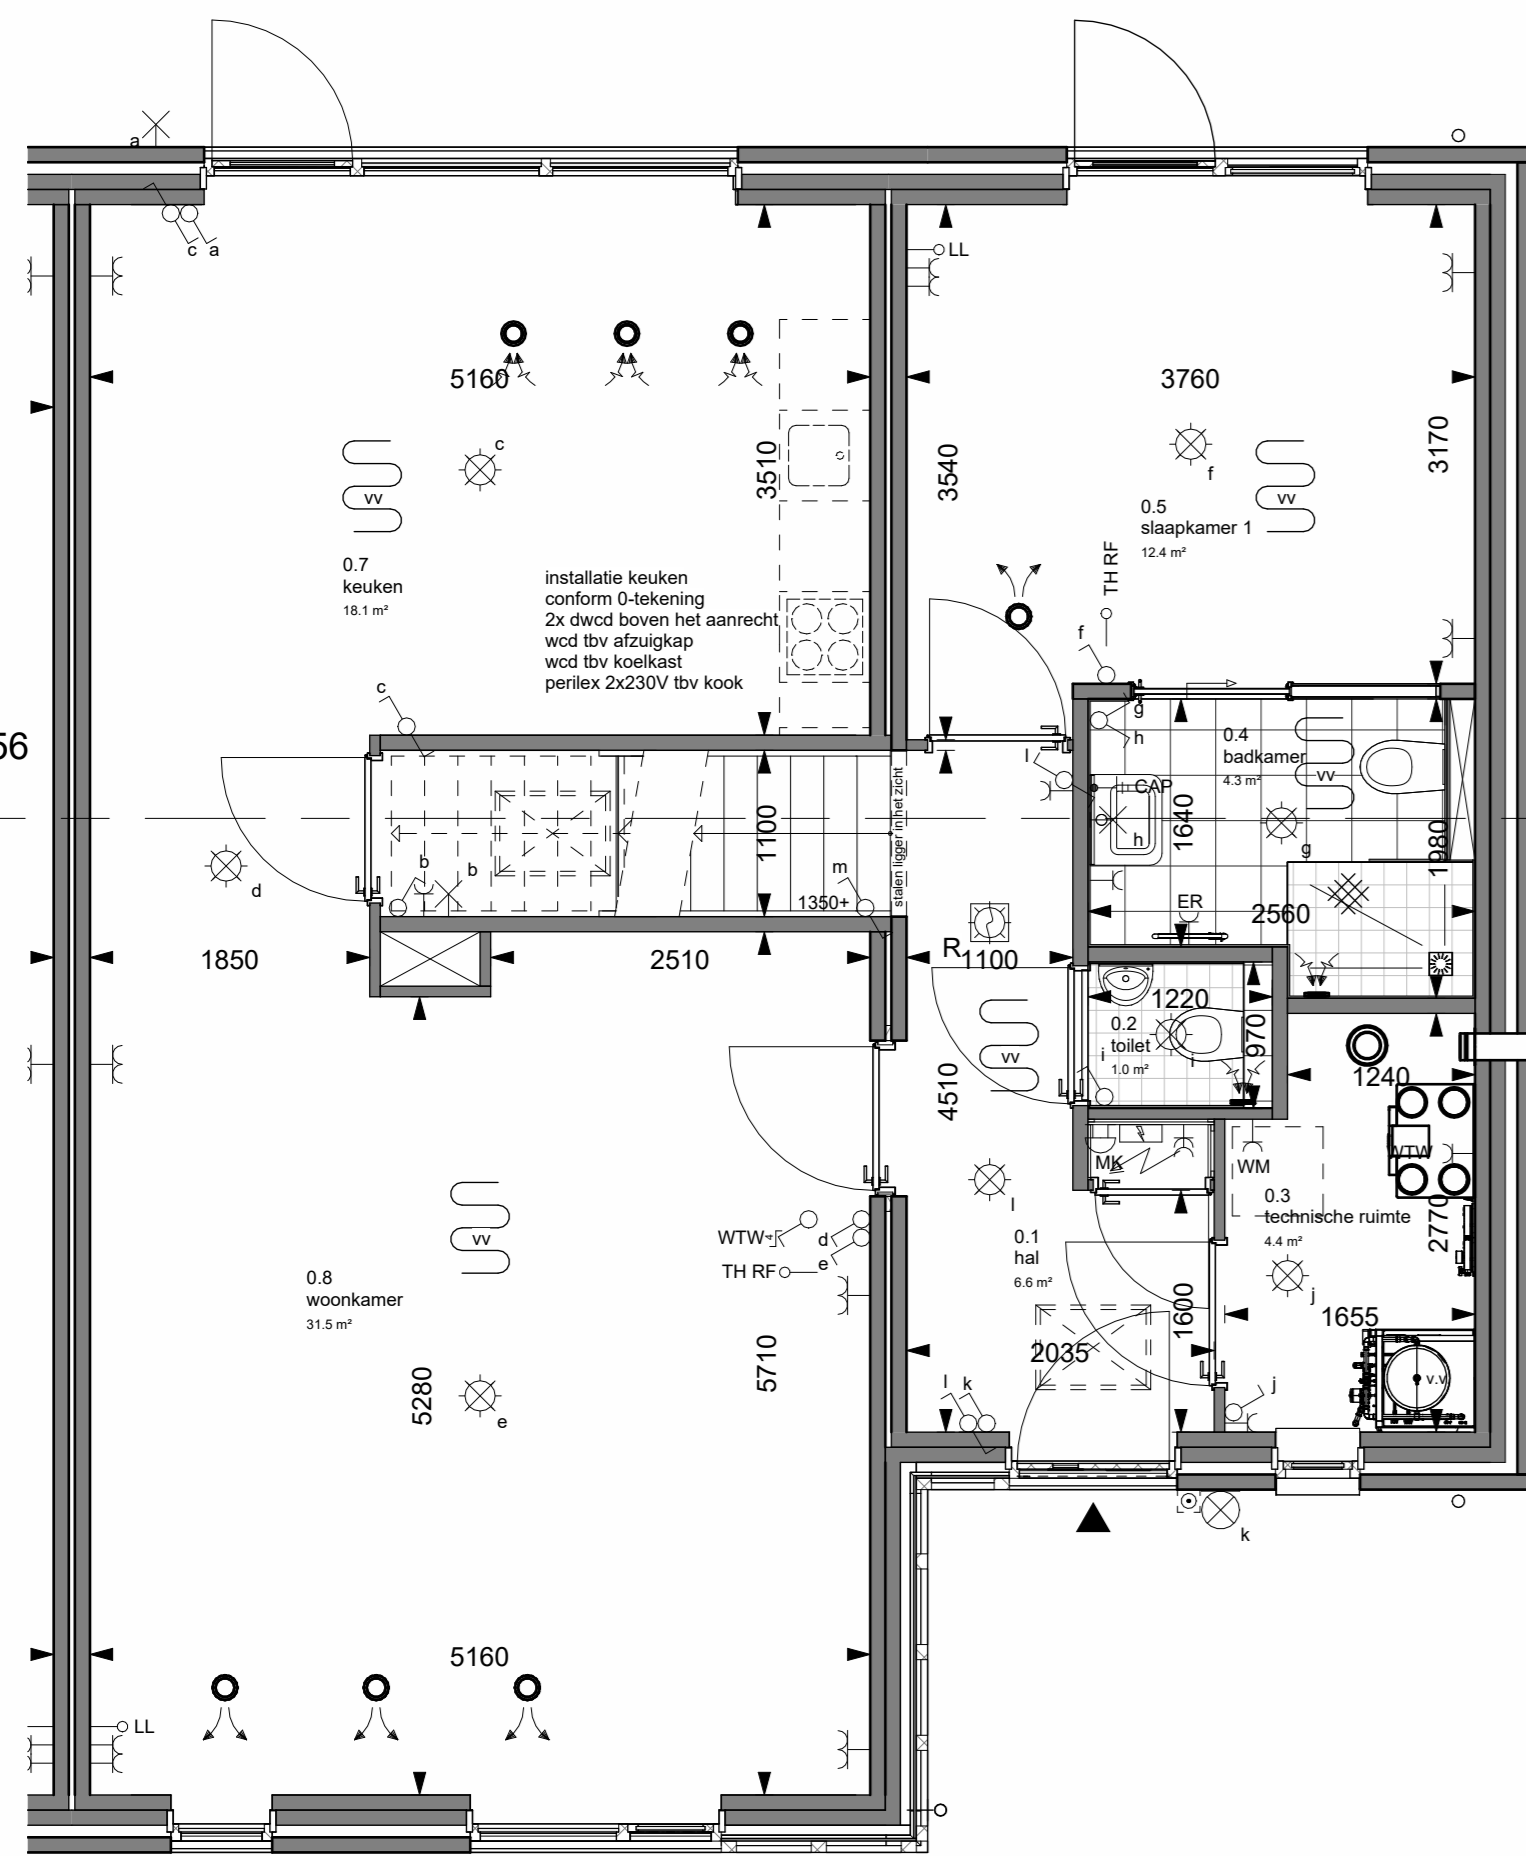 a
c a
LL
5160
3760
3510
3540
3170
c
f
vv
vv
0.5
slaapkamer 1
12.4 m²
0.7
keuken
18.1 m²
TH RF
installatie keuken
conform 0-tekening
2x dwcd boven het aanrecht
wcd tbv afzuigkap
wcd tbv koelkast
perilex 2x230V tbv kook
f
c
g
h
56
l
0.4
badkamer
4.3 m²
vv
CAP
stalen ligger in het zicht
1100
1640
1980
h
g
b
b
m
d
1350+
ER
2560
R
1850
2510
1100
1220
0.2
toilet
1.0 m²
i
i
970
vv
4510
1240
WTW
MK
WM
0.3
technische ruimte
4.4 m²
2770
l
0.1
hal
6.6 m²
WTW
4
d
e
TH RF
vv
0.8
woonkamer
31.5 m²
j
1600
1655
2035
5710
5280
v.v
l k
j
e
k
5160
LL